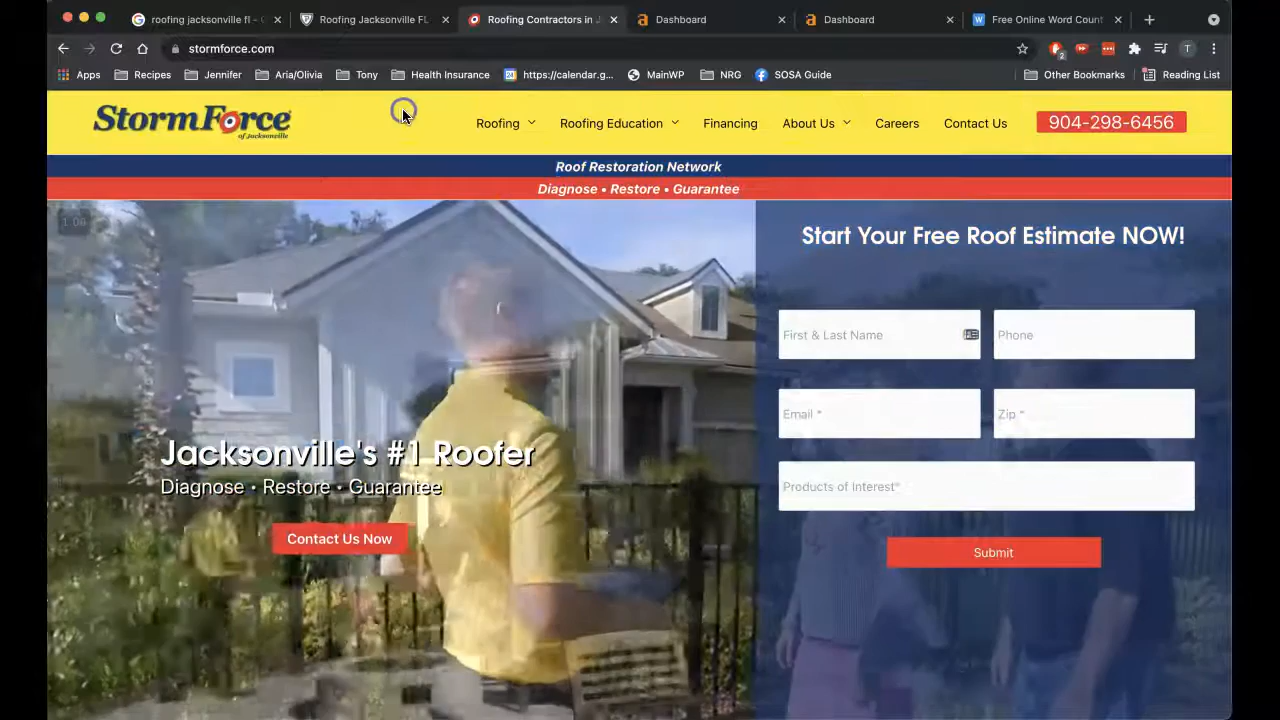 roofing jacksonville fl - G
Roofing Jacksonville FL
Roofing Contractors in J
Dashboard
Dashboard
Free Online Word Count
stormforce.com
2
T
Apps
Recipes
Jennifer
Aria/Olivia
Tony
Health Insurance
24
https://calendar.g...
MainWP
NRG
SOSA Guide
Other Bookmarks
Reading List
StormForce
of Jacksonville
Roofing
Roofing Education
Financing
About Us
Careers
Contact Us
904-298-6456
Roof Restoration Network
Diagnose • Restore • Guarantee
Start Your Free Roof Estimate NOW!
First & Last Name
Phone
Email *
Zip *
Products of Interest*
Submit
Jacksonville's #1 Roofer
Diagnose • Restore • Guarantee
Contact Us Now